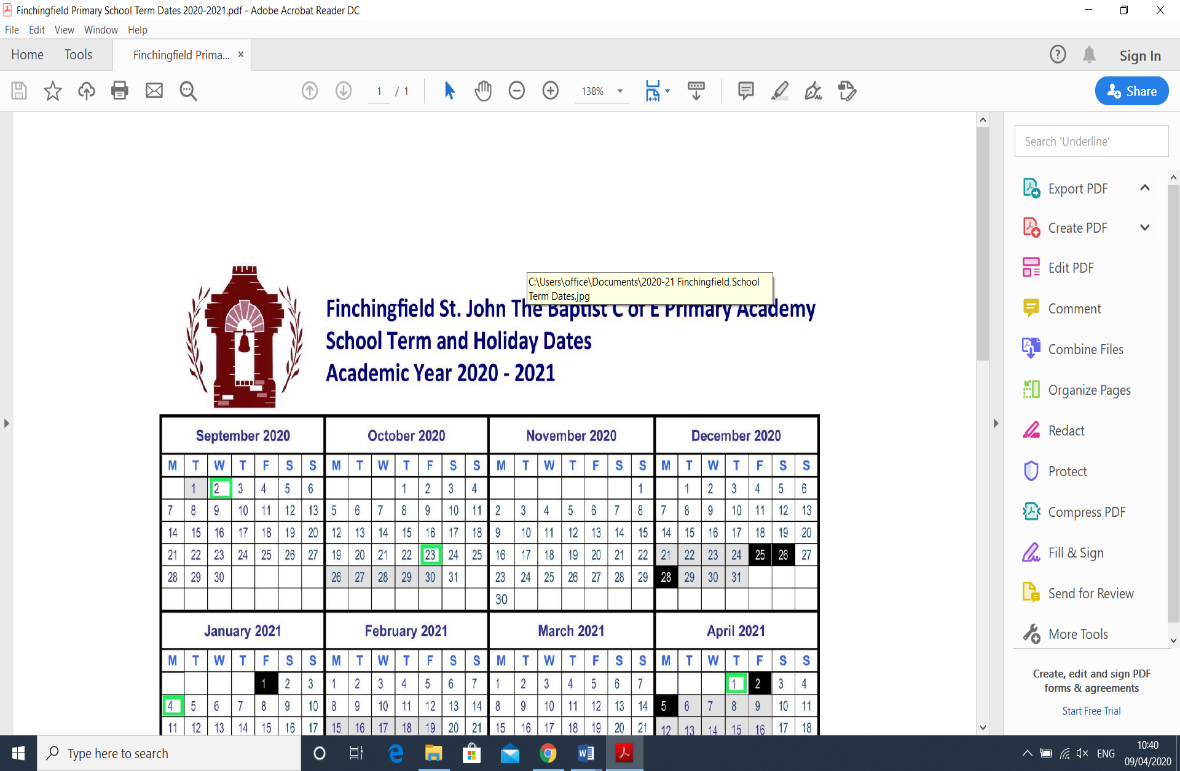 Finchingfield Primary School Term Dates 2020-2021.pdf - Adobe Acrobat Reader DC
File Edit View Window Help
Home Tools Finchingfield Prima... × Sign In
1 / 1 138% Share
Search 'Underline'
Export PDF
Create PDF
Edit PDF
Comment
Combine Files
Organize Pages
Redact
Protect
Compress PDF
Fill & Sign
Send for Review
More Tools
Create, edit and sign PDF
forms & agreements
Start Free Trial
C:\Users\office\Documents\2020-21 Finchingfield School
Term Dates.jpg
Finchingfield St. John The Baptist C of E Primary Academy
School Term and Holiday Dates
Academic Year 2020 - 2021
September 2020 October 2020 November 2020 December 2020
M T W T F S S M T W T F S S M T W T F S S M T W T F S S
1 2 3 4 5 6 1 2 3 4 1 1 2 3 4 5 6
7 8 9 10 11 12 13 5 6 7 8 9 10 11 2 3 4 5 6 7 8 7 8 9 10 11 12 13
14 15 16 17 18 19 20 12 13 14 15 16 17 18 9 10 11 12 13 14 15 14 15 16 17 18 19 20
21 22 23 24 25 26 27 19 20 21 22 23 24 25 16 17 18 19 20 21 22 21 22 23 24 25 26 27
28 29 30 26 27 28 29 30 31 23 24 25 26 27 28 29 28 29 30 31
30
January 2021 February 2021 March 2021 April 2021
M T W T F S S M T W T F S S M T W T F S S M T W T F S S
1 2 3 1 2 3 4 5 6 7 1 2 3 4 5 6 7 1 2 3 4
4 5 6 7 8 9 10 8 9 10 11 12 13 14 8 9 10 11 12 13 14 5 6 7 8 9 10 11
11 12 13 14 15 16 17 15 16 17 18 19 20 21 15 16 17 18 19 20 21 12 13 14 15 16 17 18
Type here to search ENG 10:40
09/04/2020